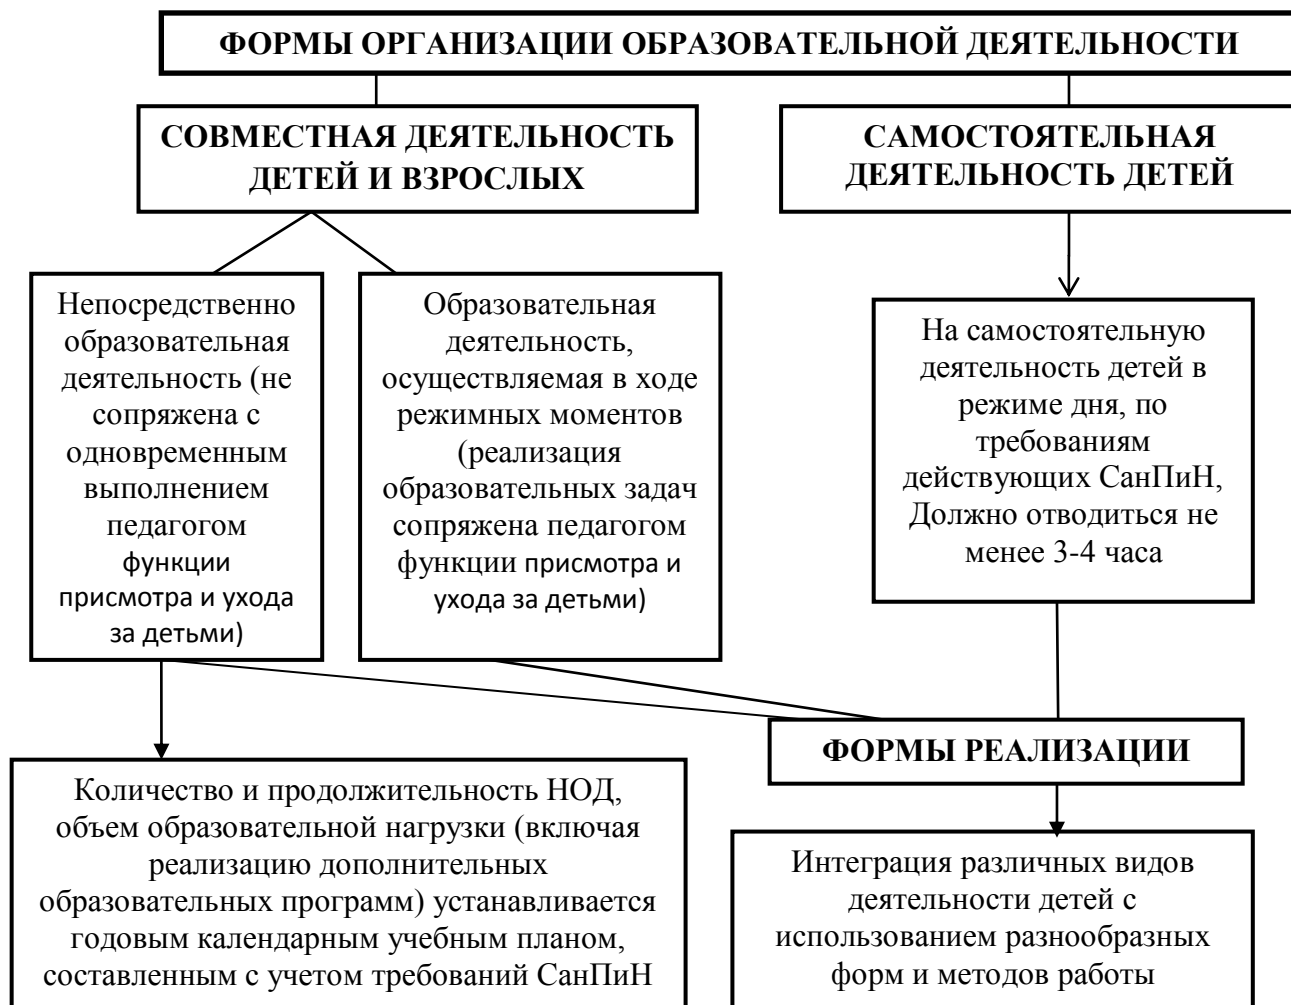 ФОРМЫ ОРГАНИЗАЦИИ ОБРАЗОВАТЕЛЬНОЙ ДЕЯТЕЛЬНОСТИ
СОВМЕСТНАЯ ДЕЯТЕЛЬНОСТЬ
ДЕТЕЙ И ВЗРОСЛЫХ
САМОСТОЯТЕЛЬНАЯ
ДЕЯТЕЛЬНОСТЬ ДЕТЕЙ
Непосредственно
образовательная
деятельность (не
сопряжена с
одновременным
выполнением
педагогом
функции
присмотра и ухода
за детьми)
Образовательная
деятельность,
осуществляемая в ходе
режимных моментов
(реализация
образовательных задач
сопряжена педагогом
функции присмотра и
ухода за детьми)
На самостоятельную
деятельность детей в
режиме дня, по
требованиям
действующих СанПиН,
Должно отводиться не
менее 3-4 часа
ФОРМЫ РЕАЛИЗАЦИИ
Количество и продолжительность НОД,
объем образовательной нагрузки (включая
реализацию дополнительных
образовательных программ) устанавливается
годовым календарным учебным планом,
составленным с учетом требований СанПиН
Интеграция различных видов
деятельности детей с
использованием разнообразных
форм и методов работы